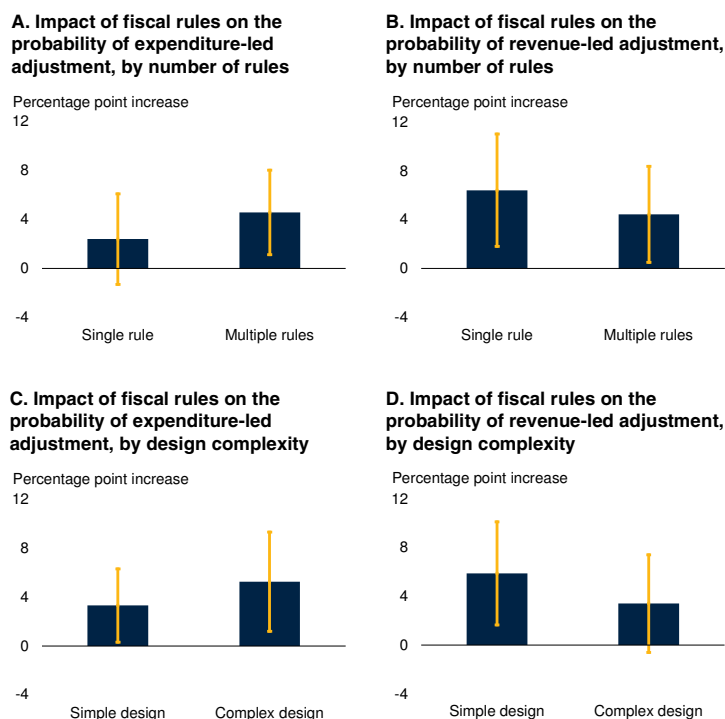 A. Impact of fiscal rules on the
probability of expenditure-led
adjustment, by number of rules
Percentage point increase
12
8
4
0
-4
Single rule
Multiple rules
B. Impact of fiscal rules on the
probability of revenue-led adjustment,
by number of rules
Percentage point increase
12
8
4
0
-4
Single rule
Multiple rules
C. Impact of fiscal rules on the
probability of expenditure-led
adjustment, by design complexity
Percentage point increase
12
8
4
0
-4
Simple design
Complex design
D. Impact of fiscal rules on the
probability of revenue-led adjustment,
by design complexity
Percentage point increase
12
8
4
0
-4
Simple design
Complex design